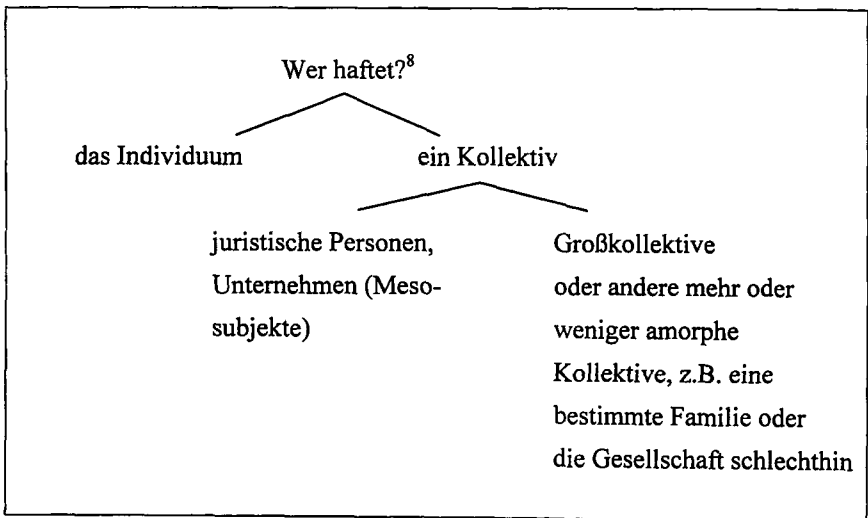 Wer haftet?⁸
das Individuum
ein Kollektiv
juristische Personen,
Unternehmen (Meso-
subjekte)
Großkollektive
oder andere mehr oder
weniger amorphe
Kollektive, z.B. eine
bestimmte Familie oder
die Gesellschaft schlechthin